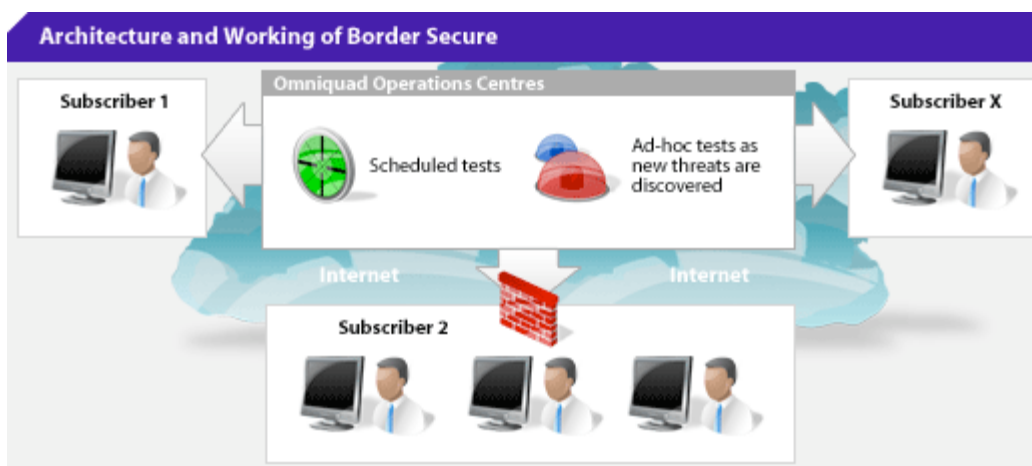 Architecture and Working of Border Secure
Omniquad Operations Centres
Subscriber 1
Scheduled tests
Ad-hoc tests as
new threats are
discovered
Subscriber X
Internet
Internet
Subscriber 2